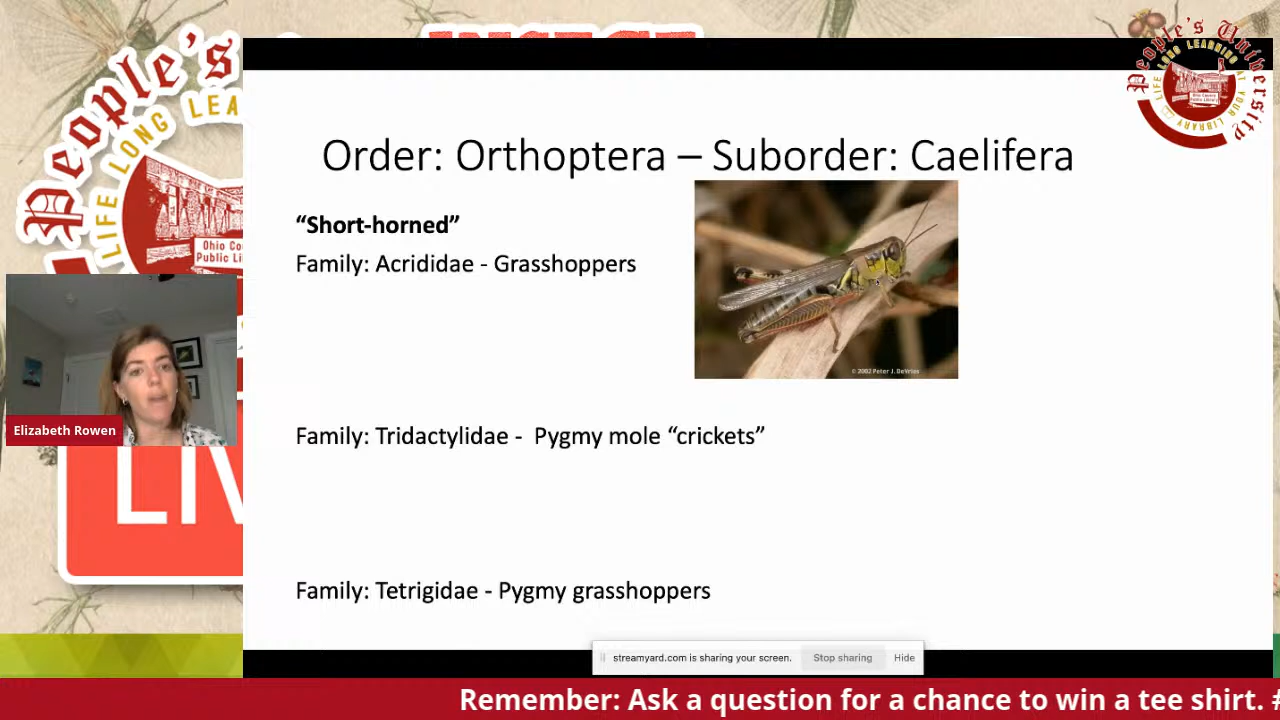 INSECT
People's University
LIFE LONG LEARNING AT YOUR LIBRARY
People's
LIFE LONG LEA
Ohio Cou
Public Li
Order: Orthoptera – Suborder: Caelifera
“Short-horned”
Family: Acrididae - Grasshoppers
© 2002 Peter J. DeVries
Elizabeth Rowen
Family: Tridactylidae - Pygmy mole “crickets”
LIV
Family: Tetrigidae - Pygmy grasshoppers
streamyard.com is sharing your screen. Stop sharing Hide
Remember: Ask a question for a chance to win a tee shirt. #